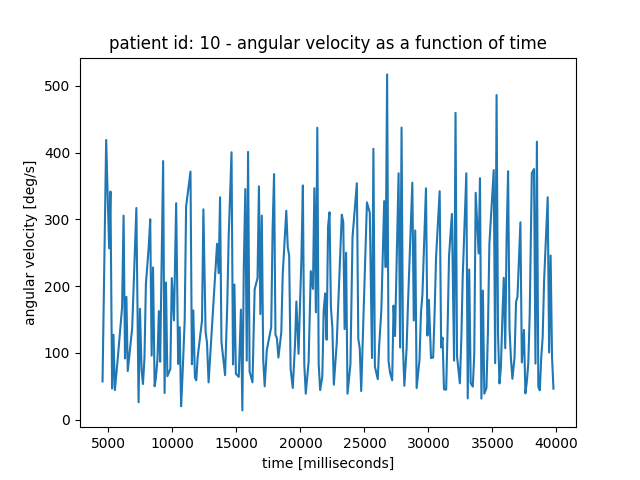 patient id: 10 - angular velocity as a function of time
angular velocity [deg/s]
500
400
300
200
100
0
5000 10000 15000 20000 25000 30000 35000 40000
time [milliseconds]